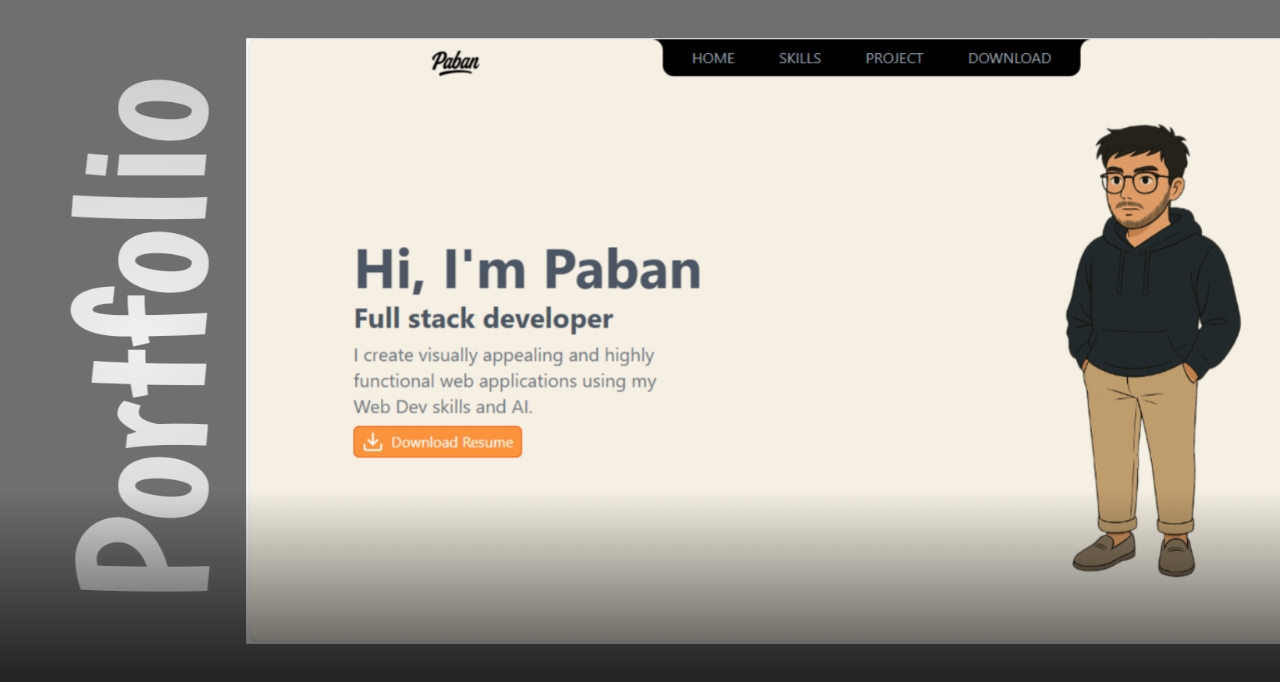 Portfolio
Paban
HOME SKILLS PROJECT DOWNLOAD
Hi, I'm Paban
Full stack developer
I create visually appealing and highly
functional web applications using my
Web Dev skills and AI.
Download Resume